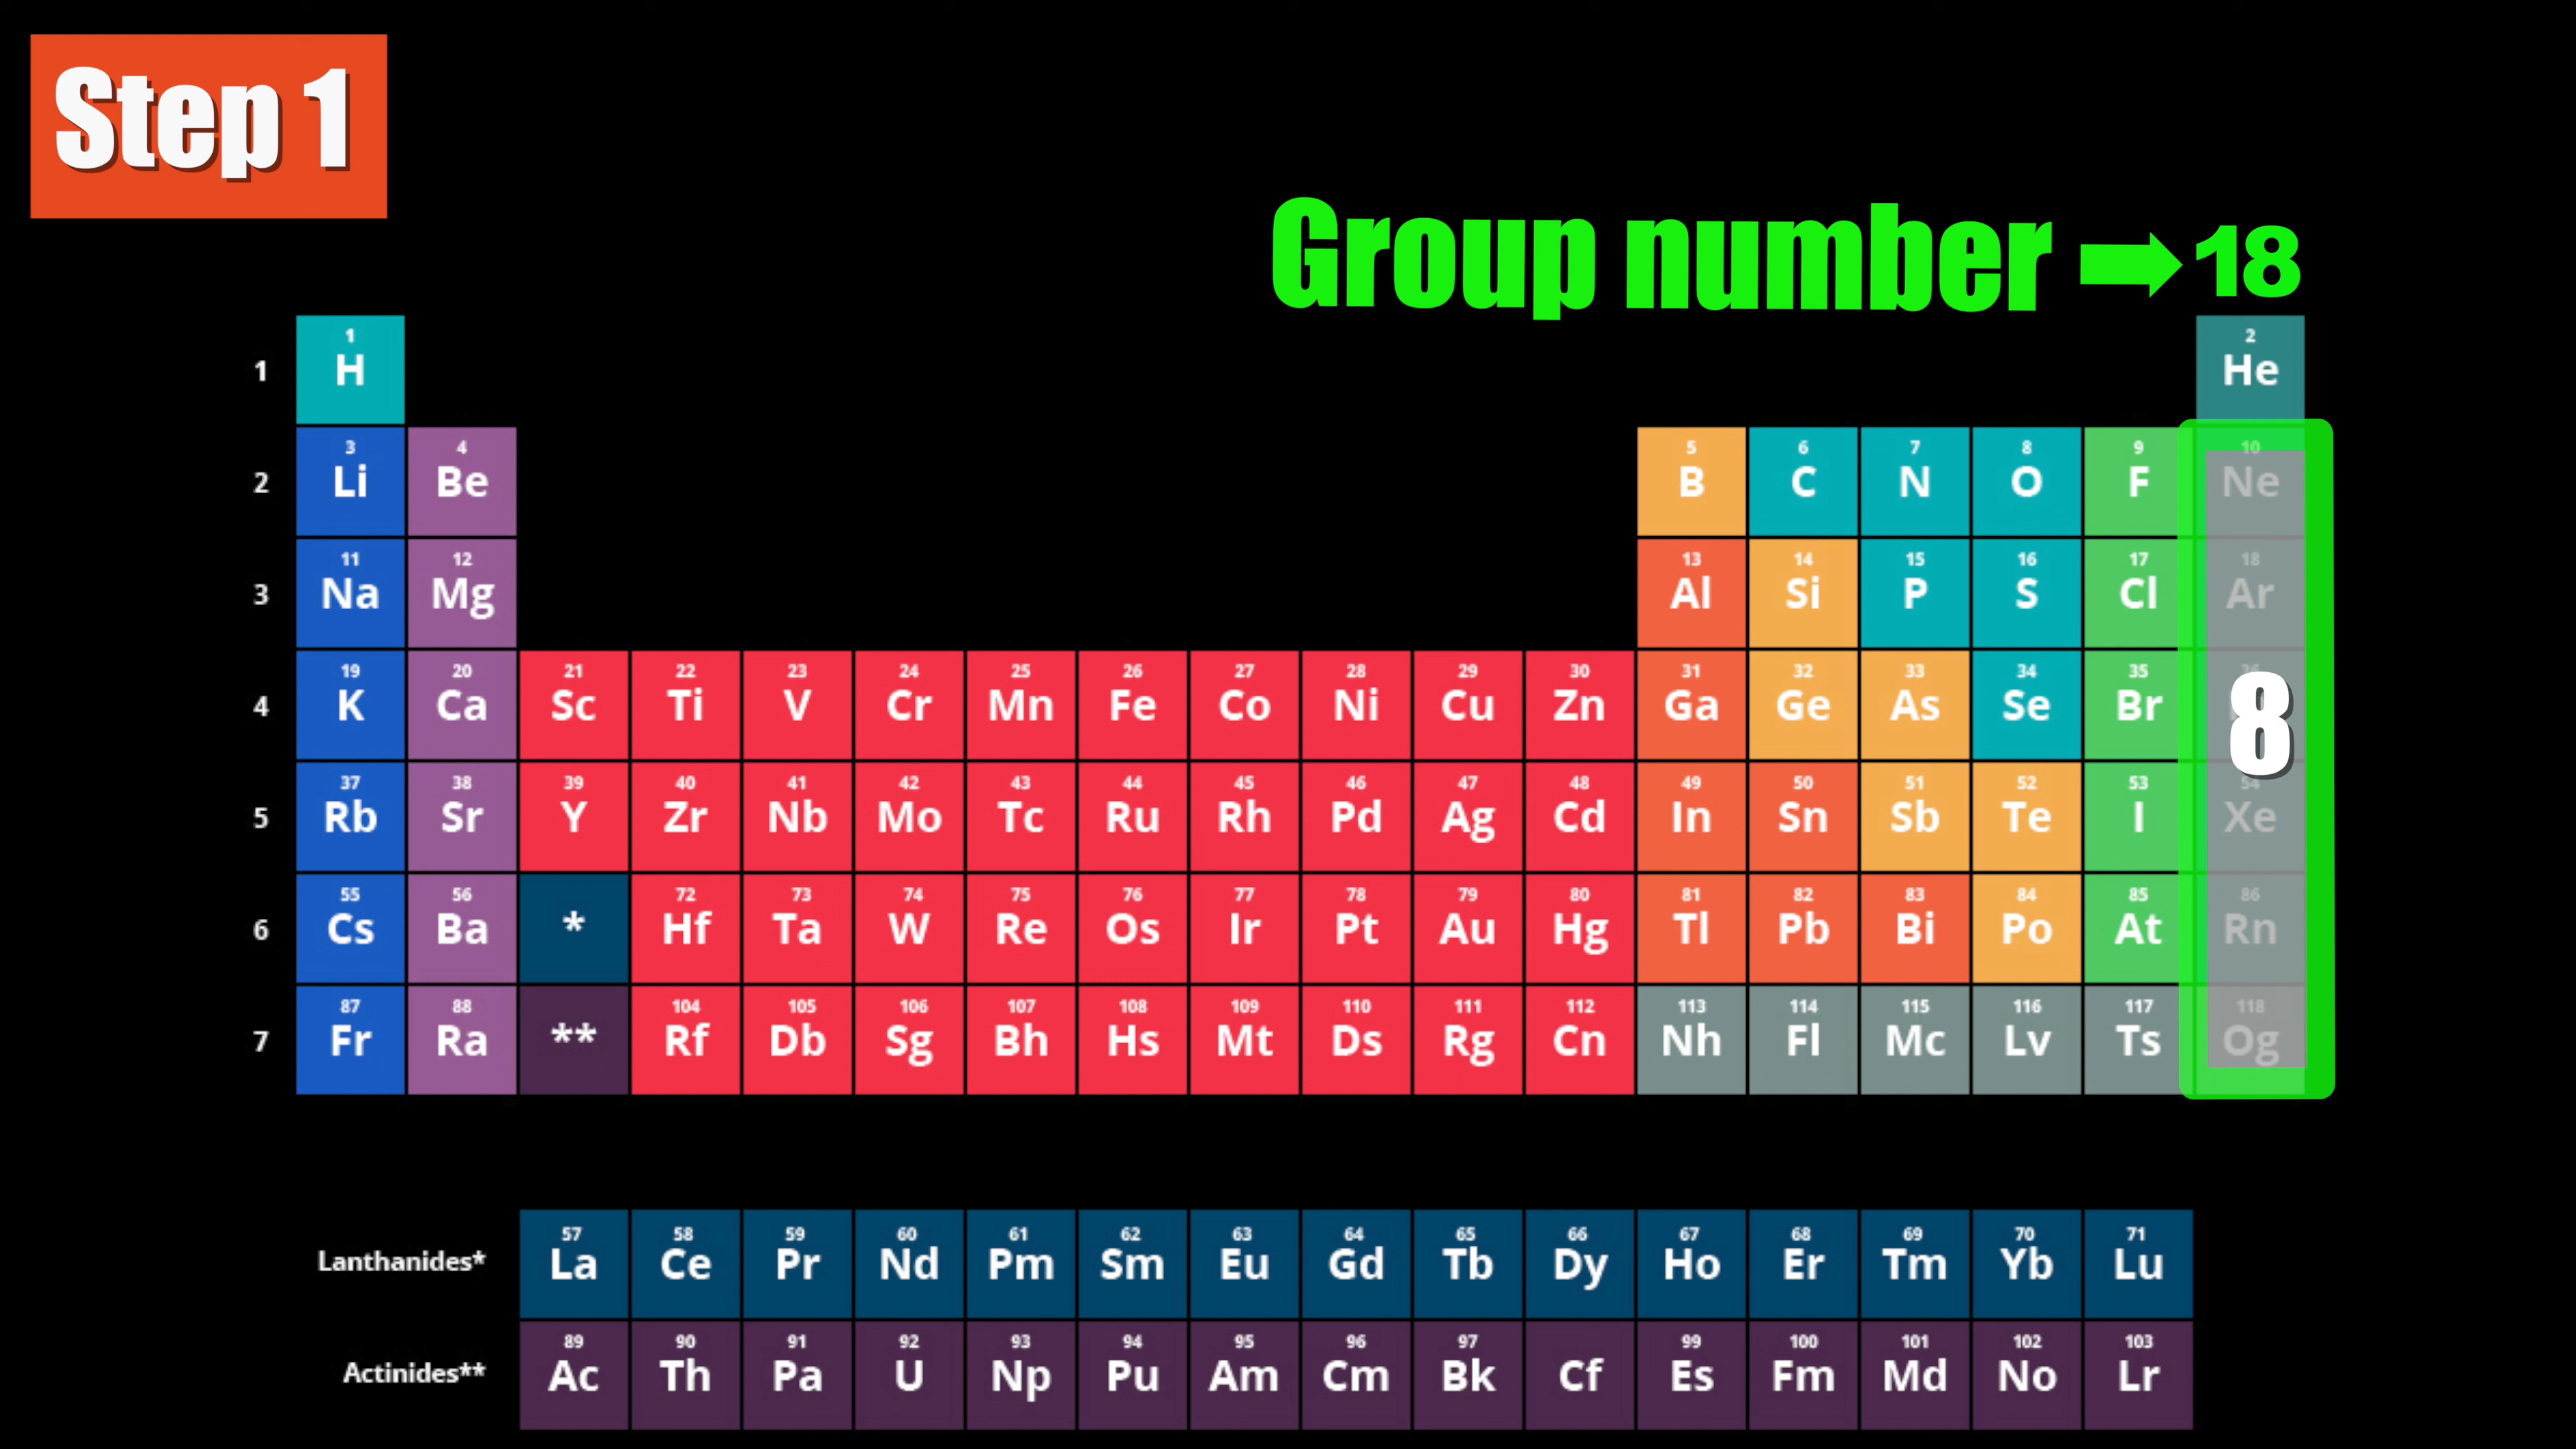 Step 1
Group number 18
1 2
1 H He
3 4 5 6 7 8 9 10
2 Li Be B C N O F Ne
11 12 13 14 15 16 17 18
3 Na Mg Al Si P S Cl Ar
19 20 21 22 23 24 25 26 27 28 29 30 31 32 33 34 35 36
4 K Ca Sc Ti V Cr Mn Fe Co Ni Cu Zn Ga Ge As Se Br 8
37 38 39 40 41 42 43 44 45 46 47 48 49 50 51 52 53 54
5 Rb Sr Y Zr Nb Mo Tc Ru Rh Pd Ag Cd In Sn Sb Te I Xe
55 56 72 73 74 75 76 77 78 79 80 81 82 83 84 85 86
6 Cs Ba * Hf Ta W Re Os Ir Pt Au Hg Tl Pb Bi Po At Rn
87 88 104 105 106 107 108 109 110 111 112 113 114 115 116 117 118
7 Fr Ra ** Rf Db Sg Bh Hs Mt Ds Rg Cn Nh Fl Mc Lv Ts Og
57 58 59 60 61 62 63 64 65 66 67 68 69 70 71
Lanthanides* La Ce Pr Nd Pm Sm Eu Gd Tb Dy Ho Er Tm Yb Lu
89 90 91 92 93 94 95 96 97 99 100 101 102 103
Actinides** Ac Th Pa U Np Pu Am Cm Bk Cf Es Fm Md No Lr